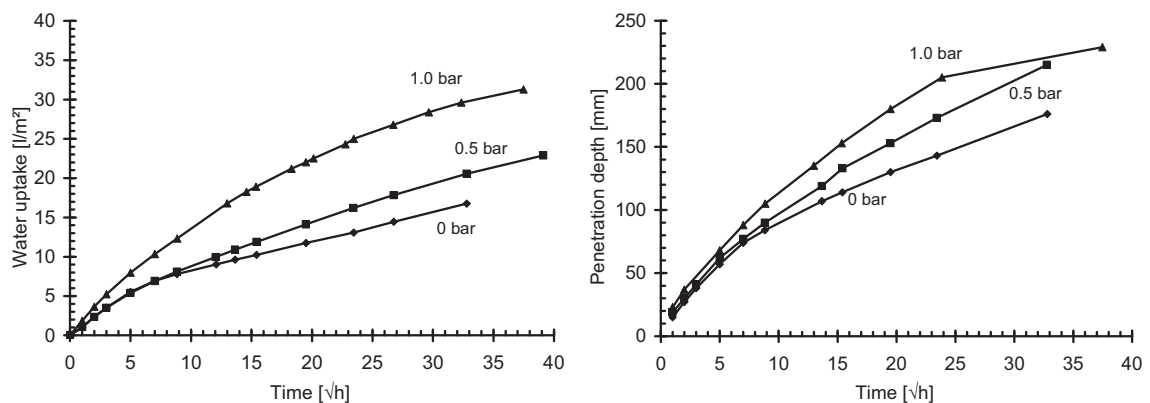 40
35
30
25
20
15
10
5
0
Water uptake [l/m²]
1.0 bar
0.5 bar
0 bar
0 5 10 15 20 25 30 35 40
Time [√h]
250
200
150
100
50
0
Penetration depth [mm]
1.0 bar
0.5 bar
0 bar
0 5 10 15 20 25 30 35 40
Time [√h]